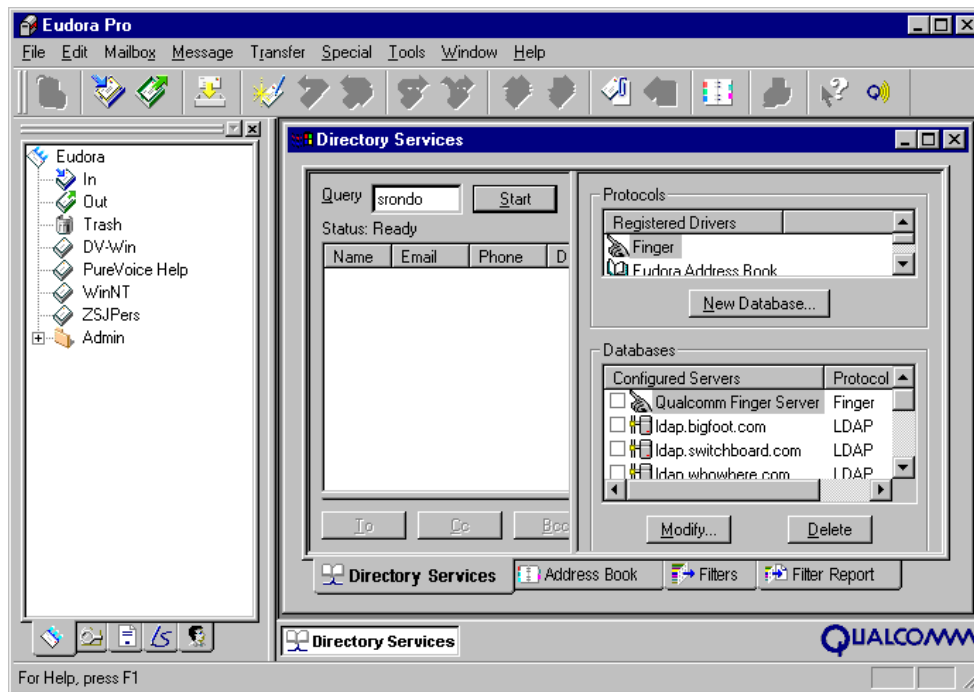 Eudora Pro
File Edit Mailbox Message Transfer Special Tools Window Help
Eudora
In
Out
Trash
DV-Win
PureVoice Help
WinNT
ZSJPers
Admin
Directory Services
Query srondo Start
Status: Ready
Name Email Phone D
To Cc Bcc
Protocols
Registered Drivers
Finger
Eudora Address Book
New Database...
Databases
Configured Servers Protocol
Qualcomm Finger Server Finger
ldap.bigfoot.com LDAP
ldap.switchboard.com LDAP
ldap.whowhere.com LDAP
Modify... Delete
Directory Services Address Book Filters Filter Report
Directory Services
QUALCOMM
For Help, press F1